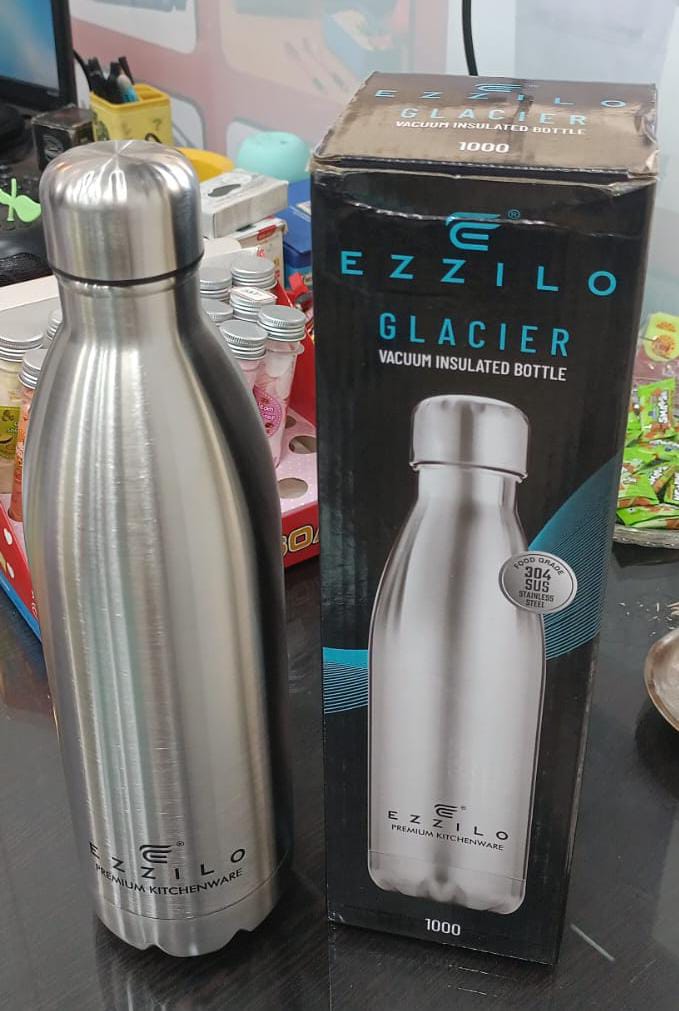 EZZILO
GLACIER
VACUUM INSULATED BOTTLE
1000
®
EZZILO
GLACIER
VACUUM INSULATED BOTTLE
FOOD GRADE
304
SUS
STAINLESS
STEEL
®
EZZILO
PREMIUM KITCHENWARE
1000
®
EZZILO
PREMIUM KITCHENWARE